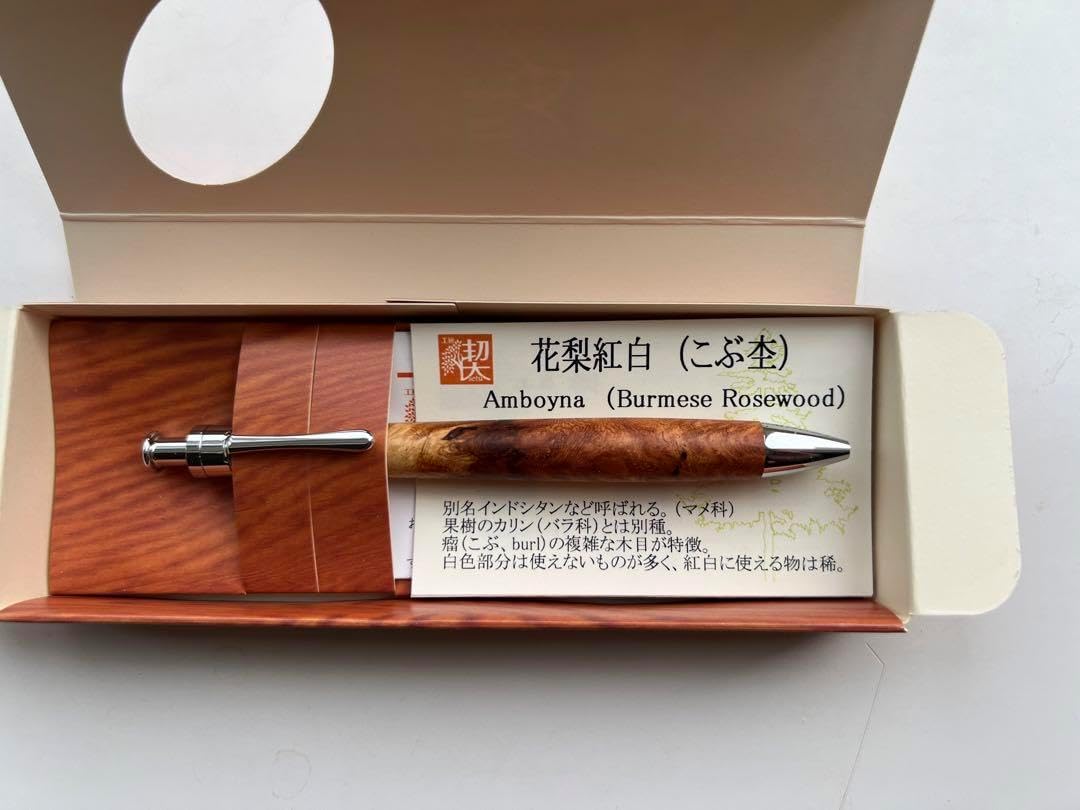 工房
楔
花梨紅白 (こぶ杢)
Amboyna (Burmese Rosewood)
別名インドシタンなど呼ばれる。(マメ科)
果樹のカリン(バラ科)とは別種。
瘤(こぶ、burl)の複雑な木目が特徴。
白色部分は使えないものが多く、紅白に使える物は稀。